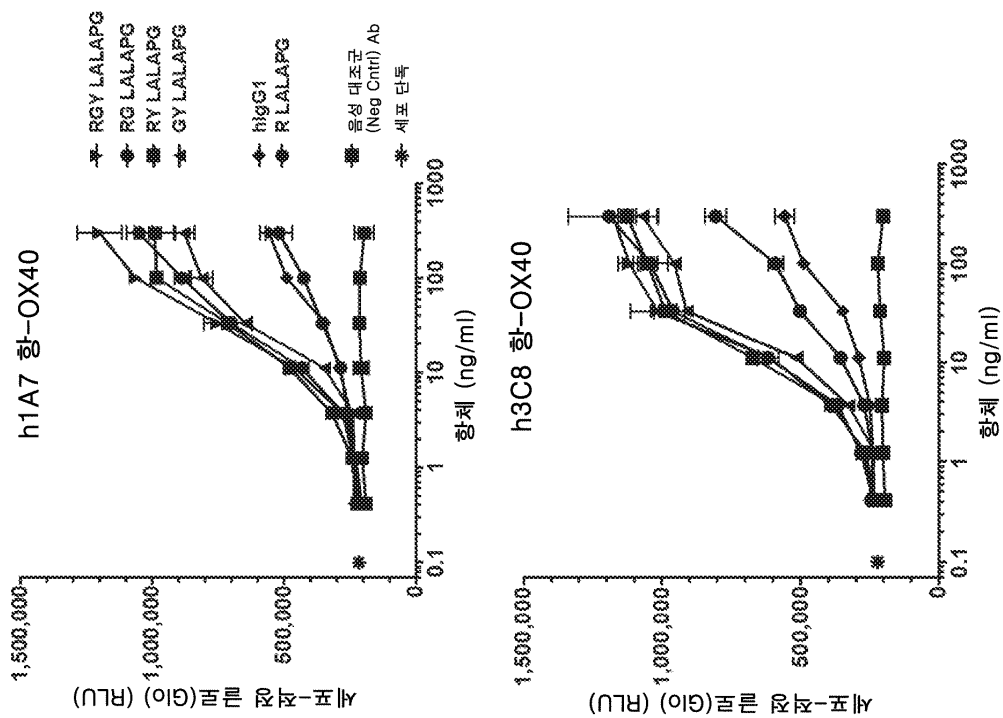 h1A7 항-OX40
세포-적정 글로(Glo) (RLU)
1,500,000
1,000,000
500,000
0
0.1
1
10
100
1000
항체 (ng/ml)
RGY LALAPG
RG LALAPG
RY LALAPG
GY LALAPG
hIgG1
R LALAPG
음성 대조군
(Neg Cntrl) Ab
세포 단독
h3C8 항-OX40
세포-적정 글로(Glo) (RLU)
1,500,000
1,000,000
500,000
0
0.1
1
10
100
1000
항체 (ng/ml)